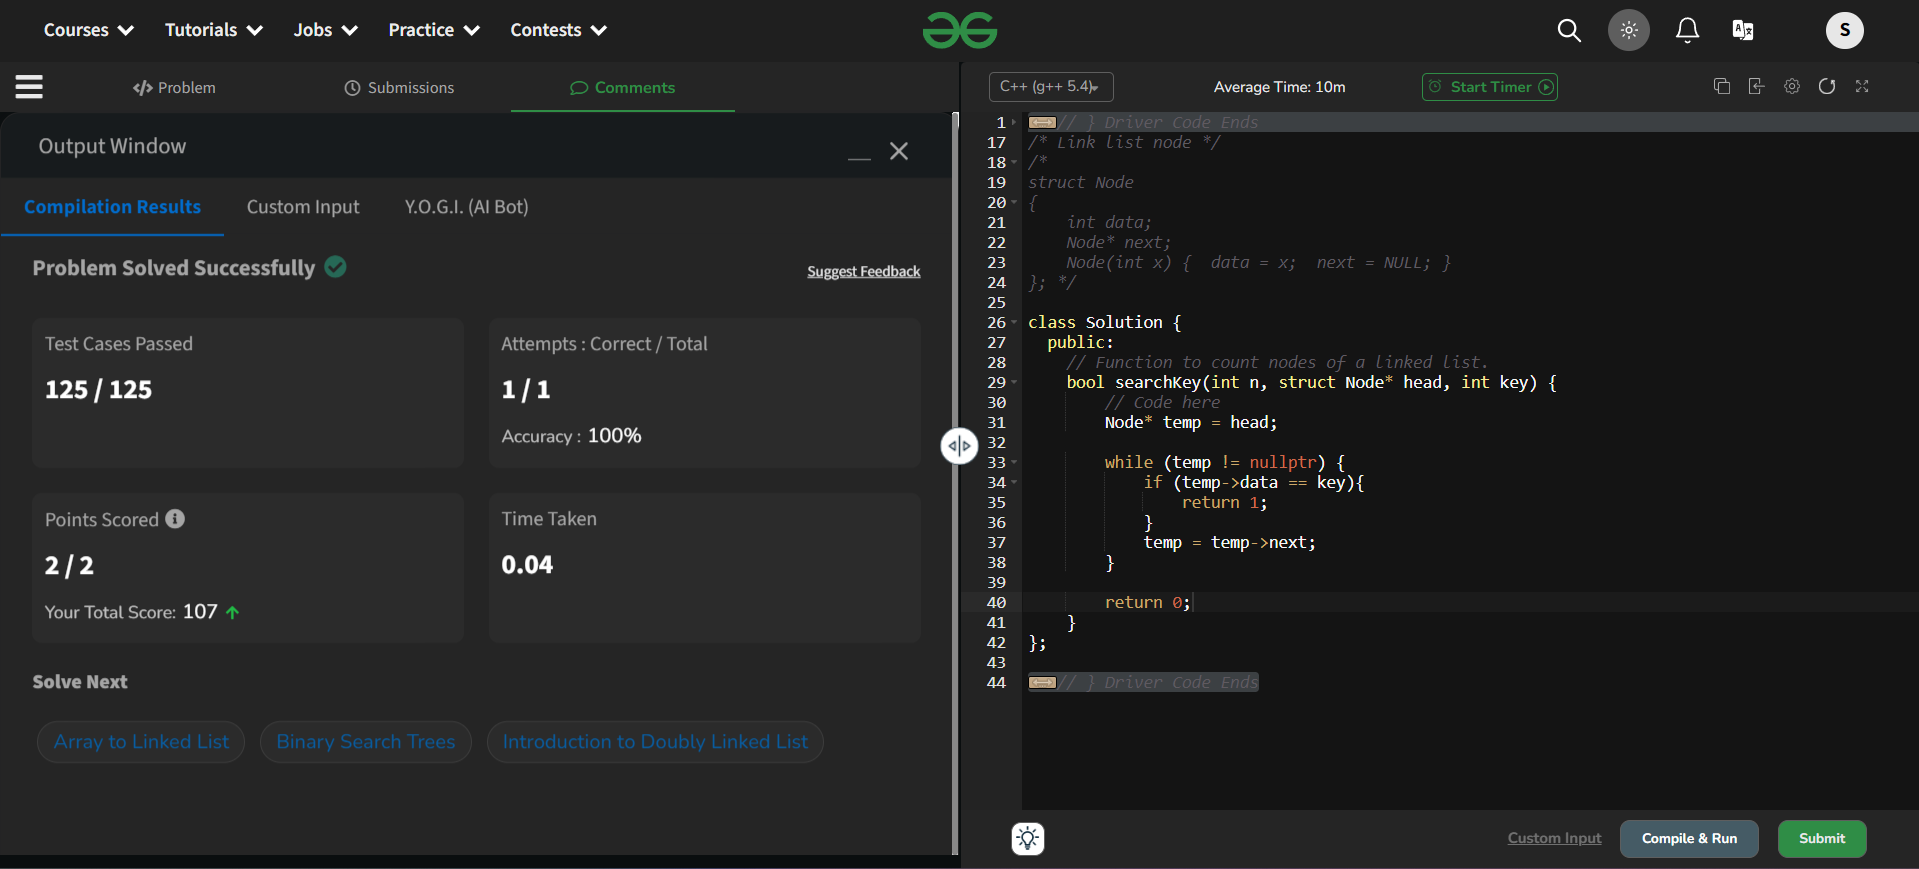 Courses Tutorials Jobs Practice Contests
S
Problem Submissions Comments
C++ (g++ 5.4) Average Time: 10m Start Timer
Output Window
Compilation Results Custom Input Y.O.G.I. (AI Bot)
Problem Solved Successfully
Suggest Feedback
Test Cases Passed
125 / 125
Attempts : Correct / Total
1 / 1
Accuracy : 100%
Points Scored
2 / 2
Your Total Score: 107
Time Taken
0.04
Solve Next
Array to Linked List Binary Search Trees Introduction to Doubly Linked List
1 // } Driver Code Ends
17 /* Link list node */
18 /*
19 struct Node
20 {
21     int data;
22     Node* next;
23     Node(int x) {  data = x;  next = NULL; }
24 }; */
25
26 class Solution {
27   public:
28     // Function to count nodes of a linked list.
29     bool searchKey(int n, struct Node* head, int key) {
30         // Code here
31         Node* temp = head;
32
33         while (temp != nullptr) {
34             if (temp->data == key){
35                 return 1;
36             }
37             temp = temp->next;
38         }
39
40         return 0;
41     }
42 };
43
44 // } Driver Code Ends
Custom Input Compile & Run Submit